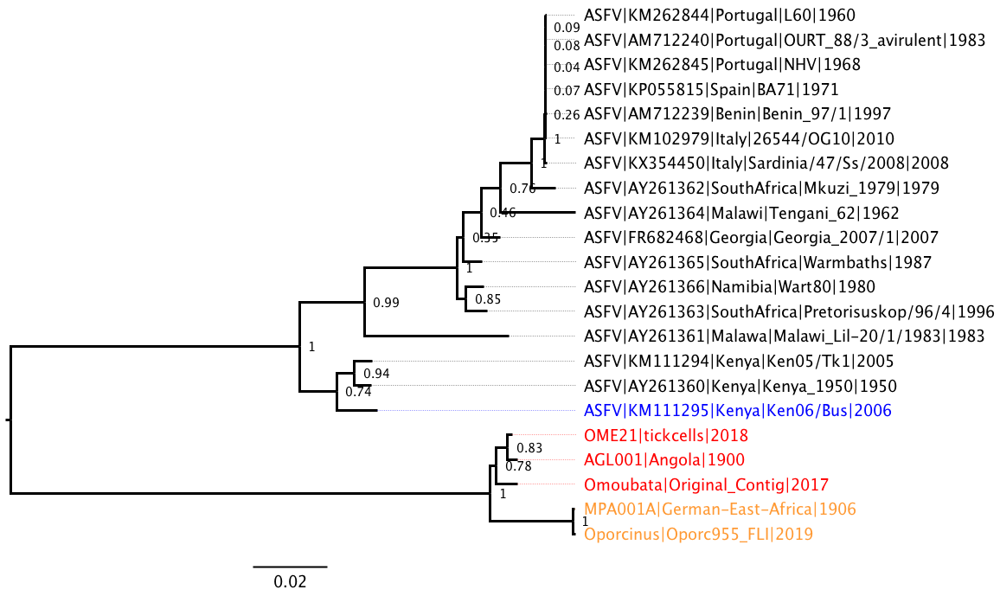 ASFV|KM262844|Portugal|L60|1960
0.09
ASFV|AM712240|Portugal|OURT_88/3_avirulent|1983
0.08
ASFV|KM262845|Portugal|NHV|1968
0.04
ASFV|KP055815|Spain|BA71|1971
0.07
ASFV|AM712239|Benin|Benin_97/1|1997
0.26
ASFV|KM102979|Italy|26544/OG10|2010
1
ASFV|KX354450|Italy|Sardinia/47/Ss/2008|2008
1
ASFV|AY261362|SouthAfrica|Mkuzi_1979|1979
0.76
ASFV|AY261364|Malawi|Tengani_62|1962
0.46
ASFV|FR682468|Georgia|Georgia_2007/1|2007
0.35
ASFV|AY261365|SouthAfrica|Warmbaths|1987
1
ASFV|AY261366|Namibia|Wart80|1980
0.85
ASFV|AY261363|SouthAfrica|Pretorisuskop/96/4|1996
0.99
ASFV|AY261361|Malawa|Malawi_Lil-20/1/1983|1983
1
ASFV|KM111294|Kenya|Ken05/Tk1|2005
0.94
ASFV|AY261360|Kenya|Kenya_1950|1950
0.74
ASFV|KM111295|Kenya|Ken06/Bus|2006
OME21|tickcells|2018
0.83
AGL001|Angola|1900
0.78
Omoubata|Original_Contig|2017
1
MPA001A|German-East-Africa|1906
1
Oporcinus|Oporc955_FLI|2019
0.02